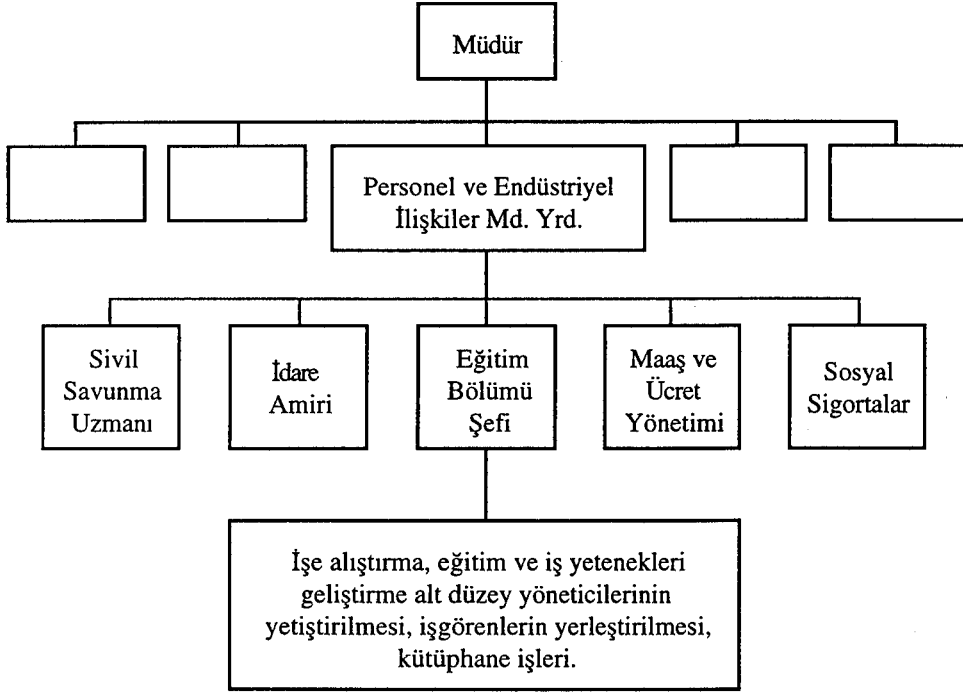 Müdür
Personel ve Endüstriyel
İlişkiler Md. Yrd.
Sivil
Savunma
Uzmanı
İdare
Amiri
Eğitim
Bölümü
Şefi
Maaş ve
Ücret
Yönetimi
Sosyal
Sigortalar
İşe alıştırma, eğitim ve iş yetenekleri
geliştirme alt düzey yöneticilerinin
yetiştirilmesi, işgörenlerin yerleştirilmesi,
kütüphane işleri.